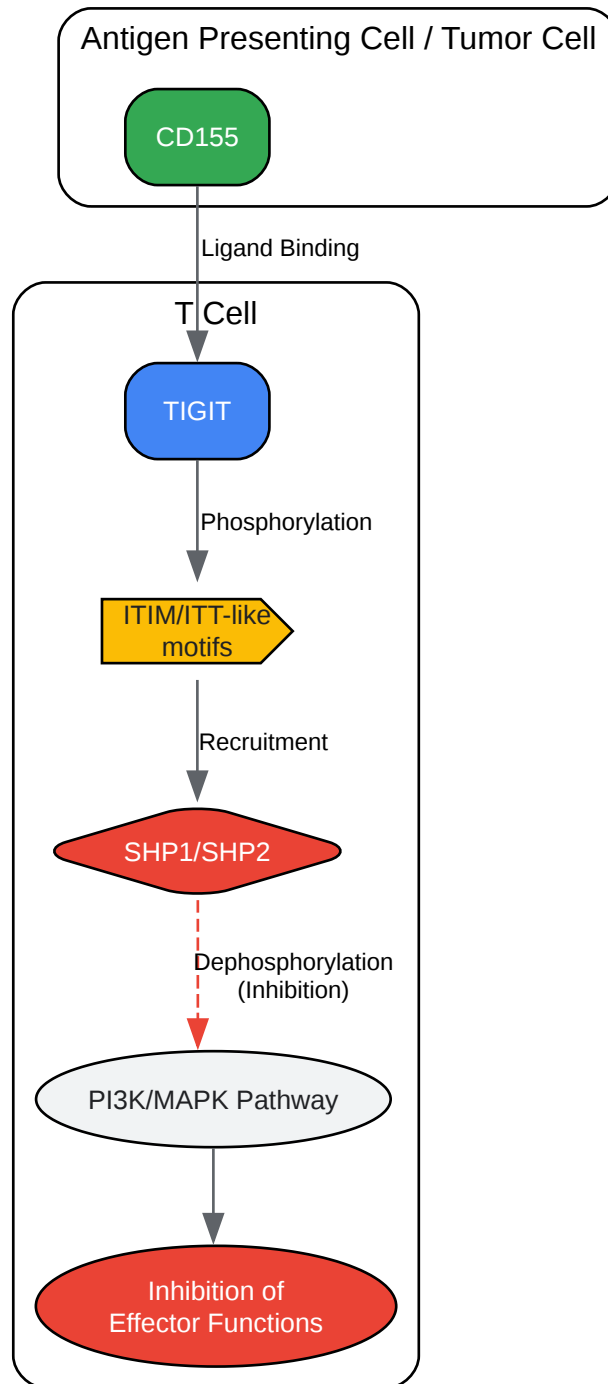 Antigen Presenting Cell / Tumor Cell
CD155
Ligand Binding
T Cell
TIGIT
Phosphorylation
ITIM/ITT-like
motifs
Recruitment
SHP1/SHP2
Dephosphorylation
(Inhibition)
PI3K/MAPK Pathway
Inhibition of
Effector Functions